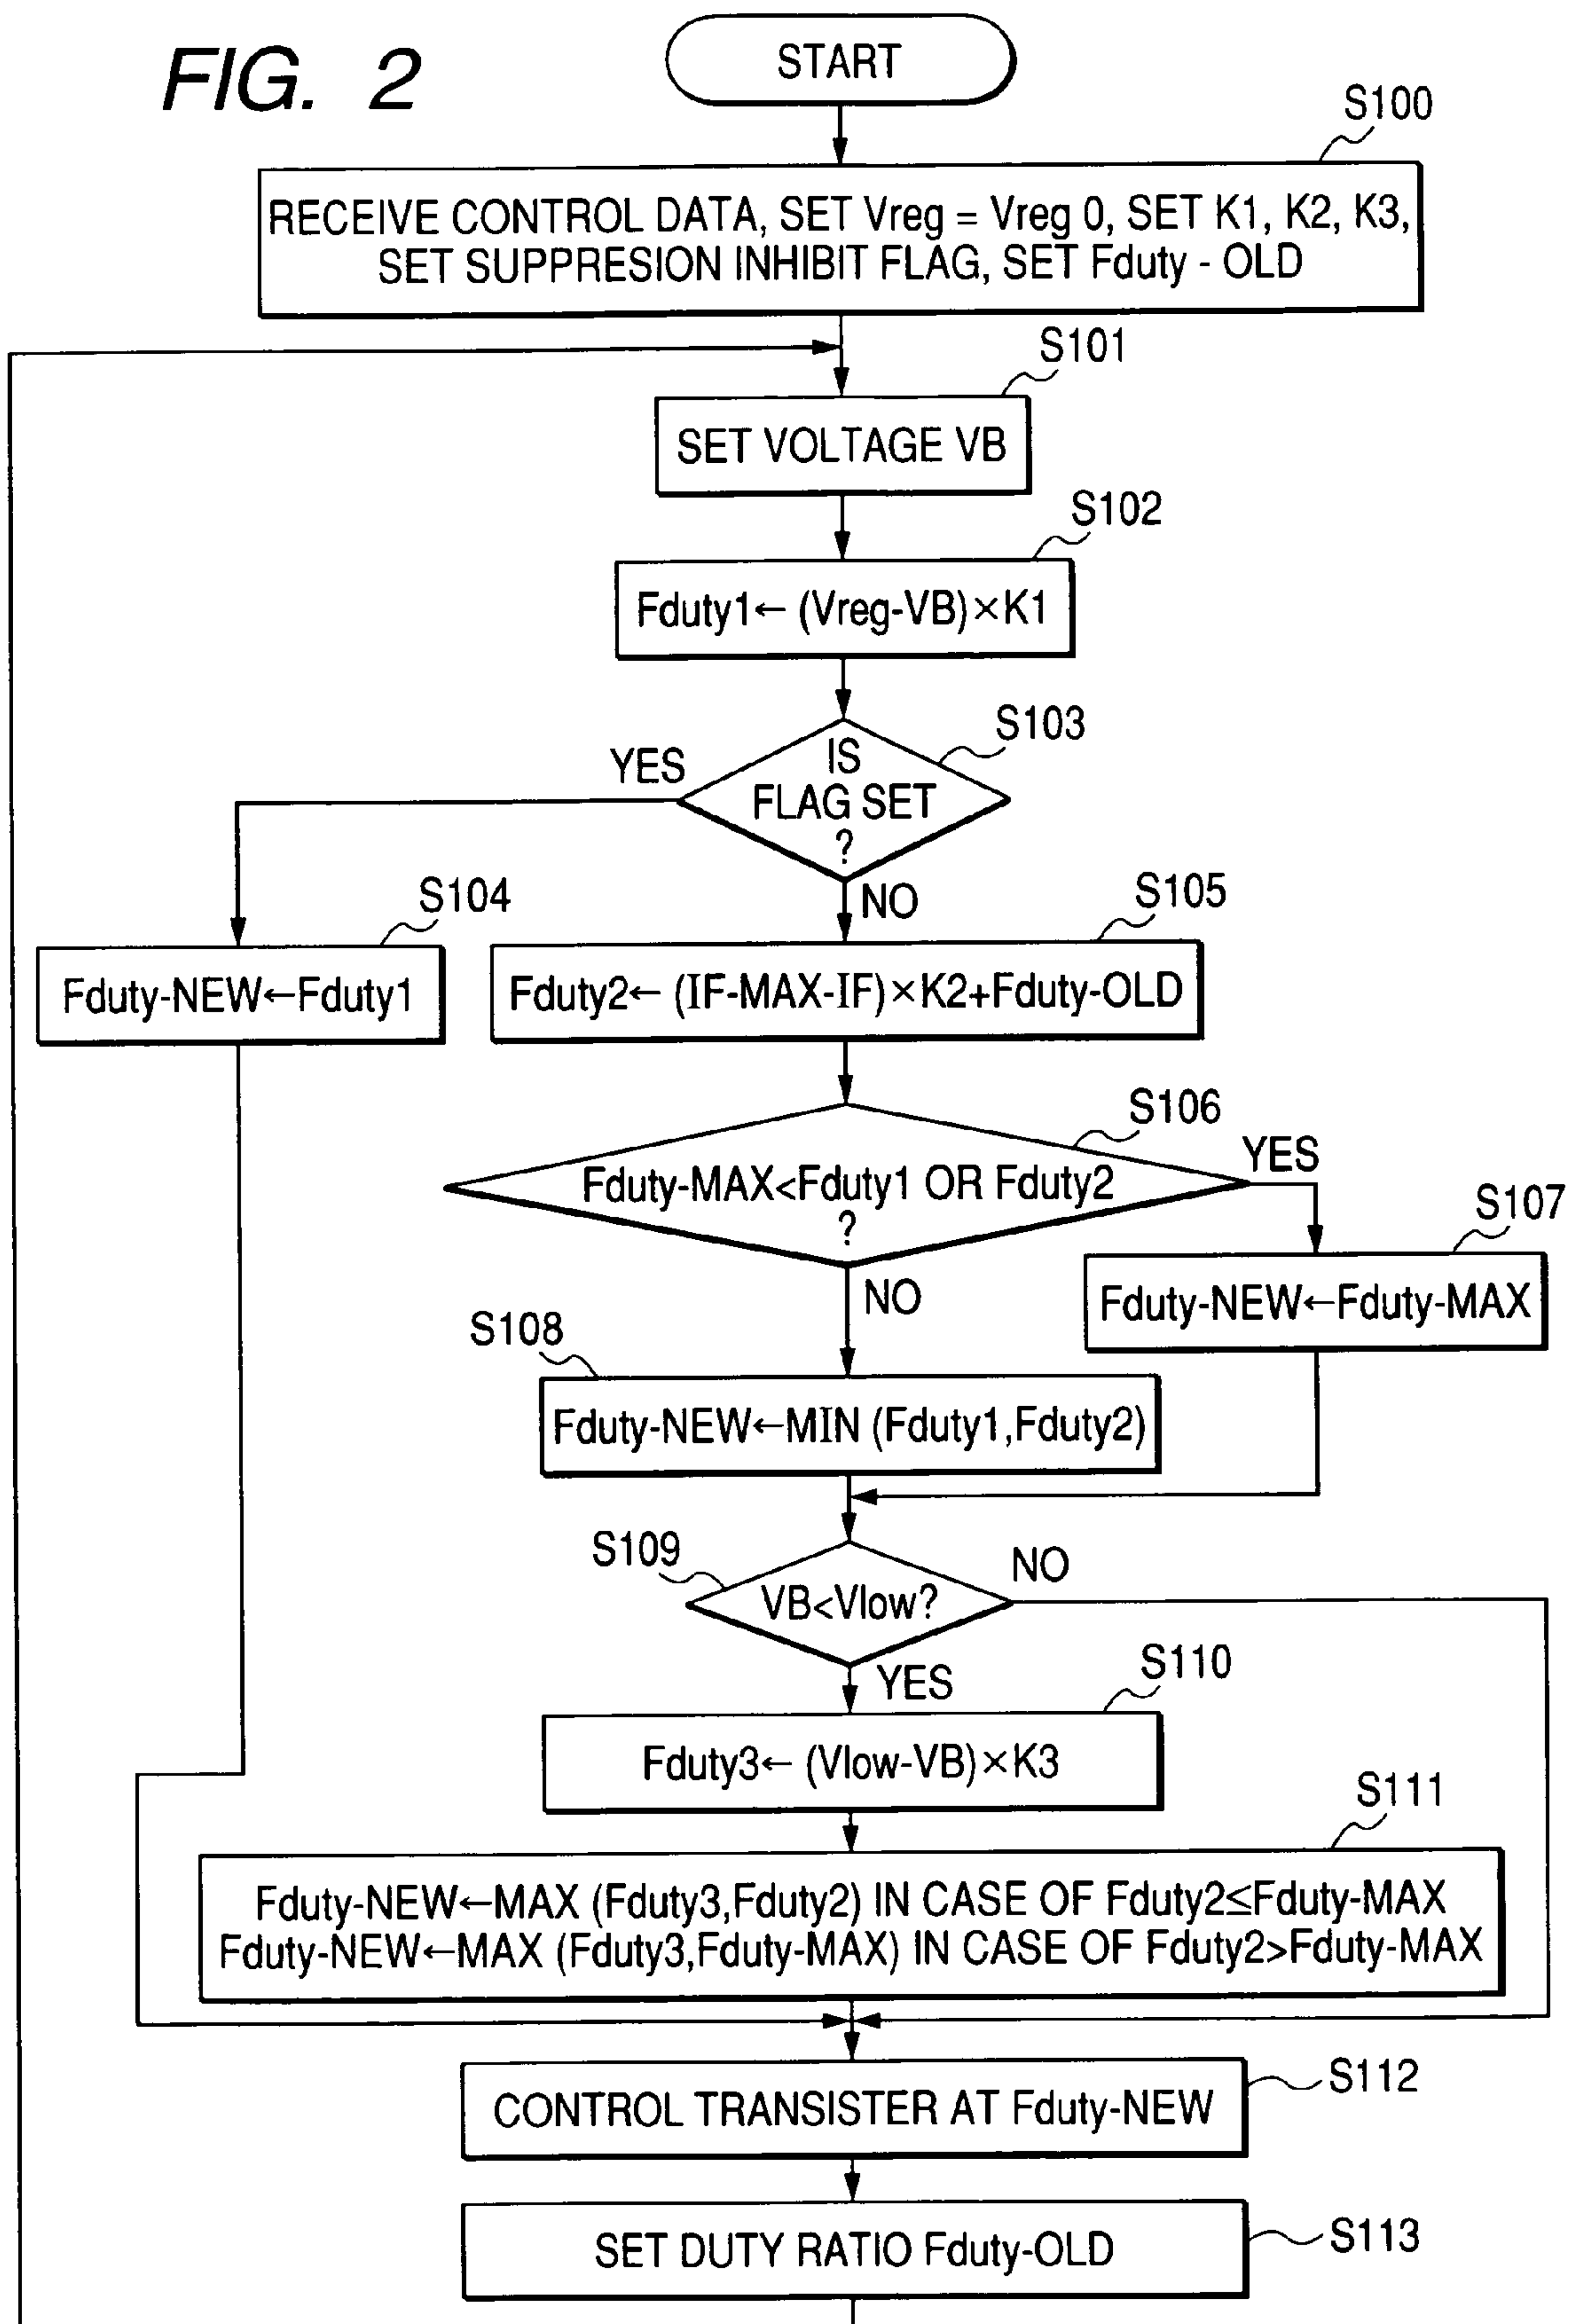 FIG. 2
START
S100
RECEIVE CONTROL DATA, SET Vreg = Vreg 0, SET K1, K2, K3,
SET SUPPRESION INHIBIT FLAG, SET Fduty - OLD
S101
SET VOLTAGE VB
S102
Fduty1← (Vreg-VB)×K1
S103
YES
IS
FLAG SET
?
NO
S104
Fduty-NEW←Fduty1
S105
Fduty2← (IF-MAX-IF)×K2+Fduty-OLD
S106
Fduty-MAX<Fduty1 OR Fduty2
?
YES
NO
S107
Fduty-NEW←Fduty-MAX
S108
Fduty-NEW←MIN (Fduty1,Fduty2)
S109
VB<Vlow?
NO
YES
S110
Fduty3← (Vlow-VB)×K3
S111
Fduty-NEW←MAX (Fduty3,Fduty2) IN CASE OF Fduty2≤Fduty-MAX
Fduty-NEW←MAX (Fduty3,Fduty-MAX) IN CASE OF Fduty2>Fduty-MAX
S112
CONTROL TRANSISTER AT Fduty-NEW
S113
SET DUTY RATIO Fduty-OLD